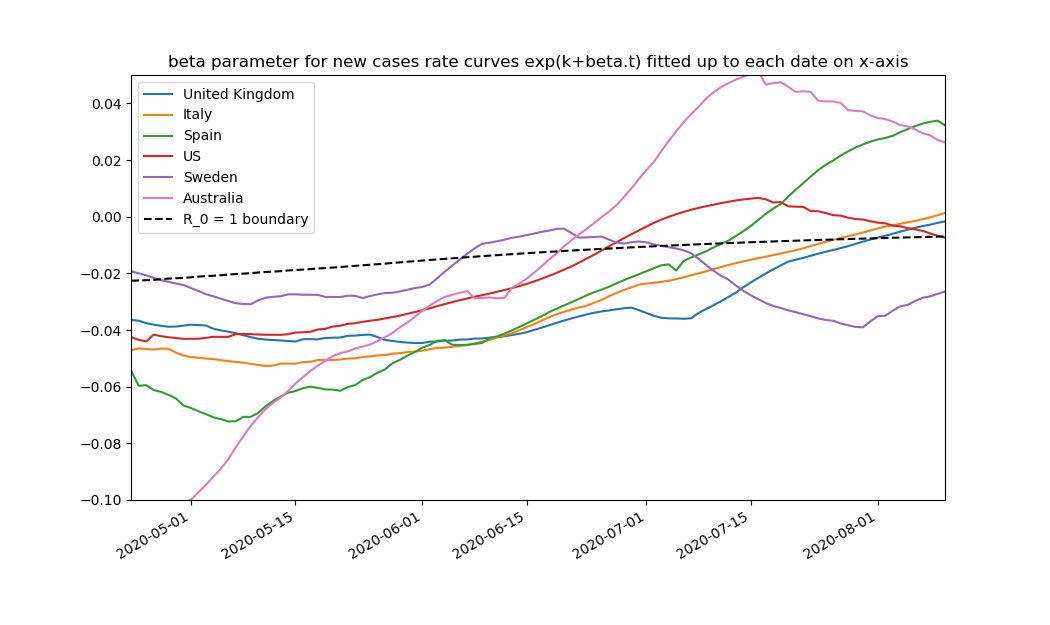 beta parameter for new cases rate curves exp(k+beta.t) fitted up to each date on x-axis
United Kingdom
Italy
Spain
US
Sweden
Australia
R_0 = 1 boundary
0.04
0.02
0.00
−0.02
−0.04
−0.06
−0.08
−0.10
2020-05-01
2020-05-15
2020-06-01
2020-06-15
2020-07-01
2020-07-15
2020-08-01